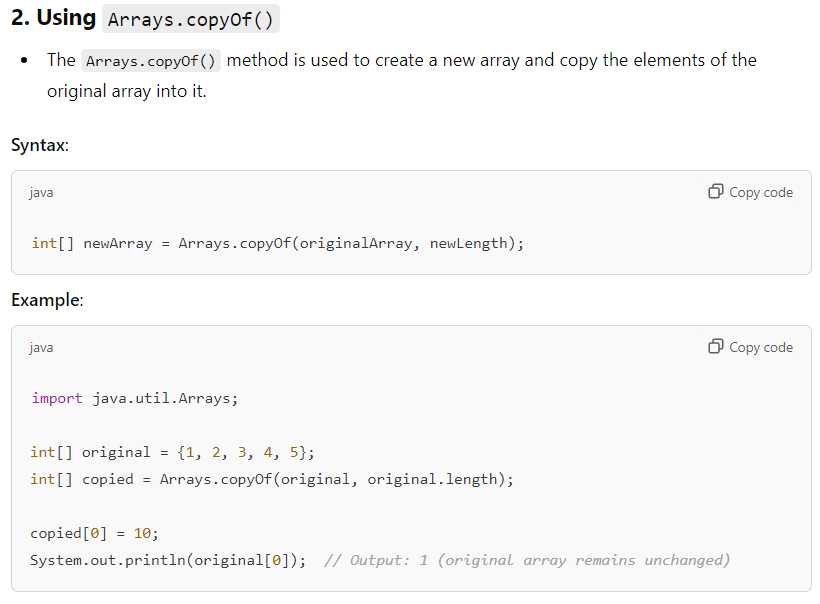 2. Using Arrays.copyOf()
• The Arrays.copyOf() method is used to create a new array and copy the elements of the
original array into it.
Syntax:
java
Copy code
int[] newArray = Arrays.copyOf(originalArray, newLength);
Example:
java
Copy code
import java.util.Arrays;
int[] original = {1, 2, 3, 4, 5};
int[] copied = Arrays.copyOf(original, original.length);
copied[0] = 10;
System.out.println(original[0]);  // Output: 1 (original array remains unchanged)